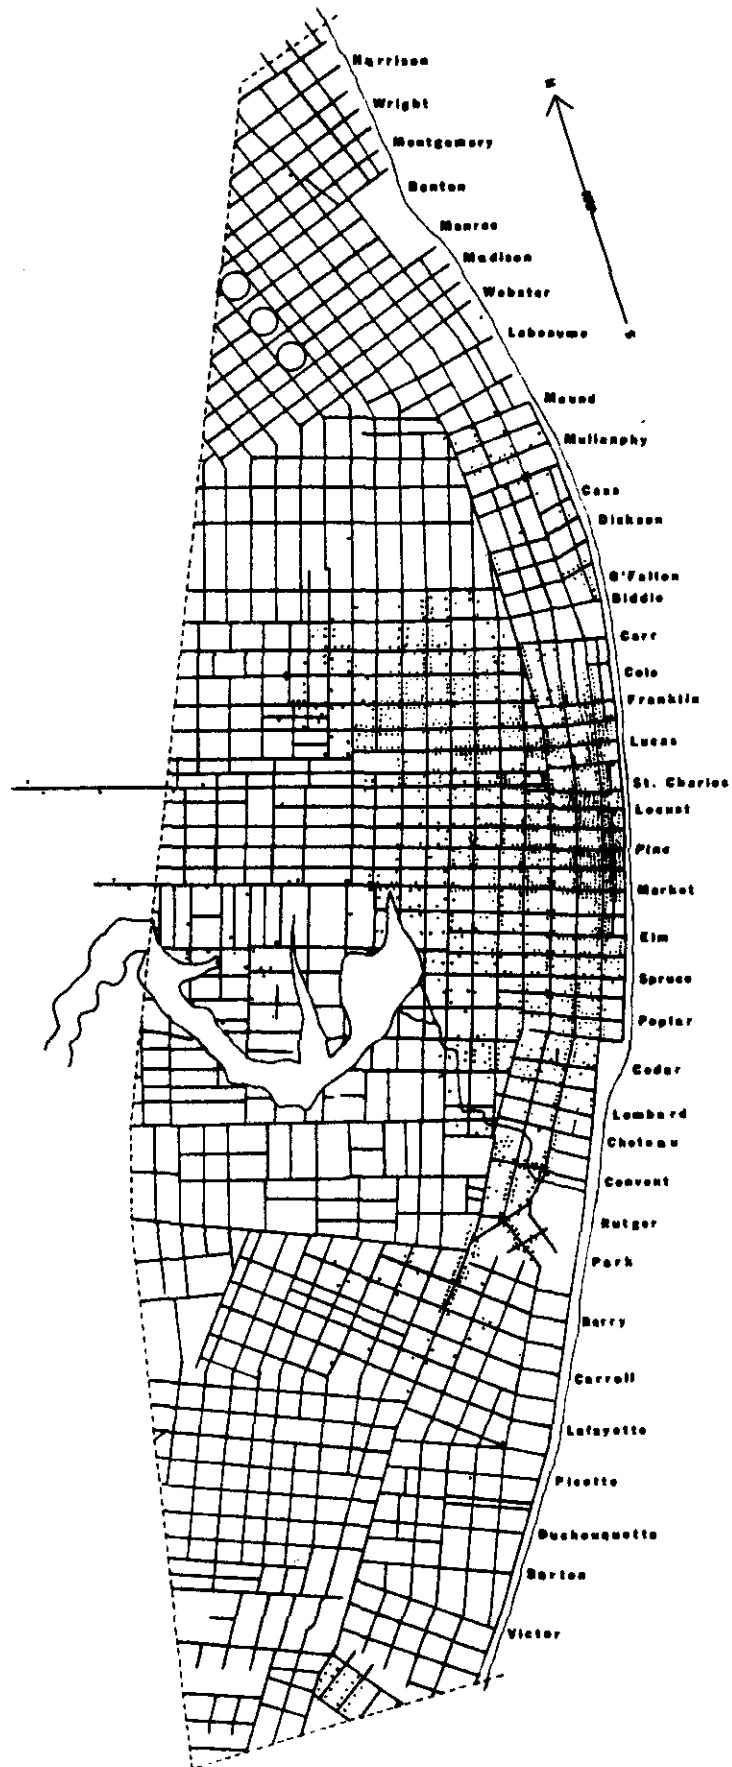 Harrison
N
Wright
Montgomery
Benton
Monroe
Madison
Webster
Labeaume
S
Mound
Mullanphy
Cass
Dickson
O'Fallon
Biddle
Carr
Cole
Franklin
Lucas
St. Charles
Locust
Pine
Market
Elm
Spruce
Poplar
Cedar
Lombard
Choteau
Convent
Rutger
Park
Barry
Carroll
Lafayette
Picotte
Duchouquette
Barton
Victor